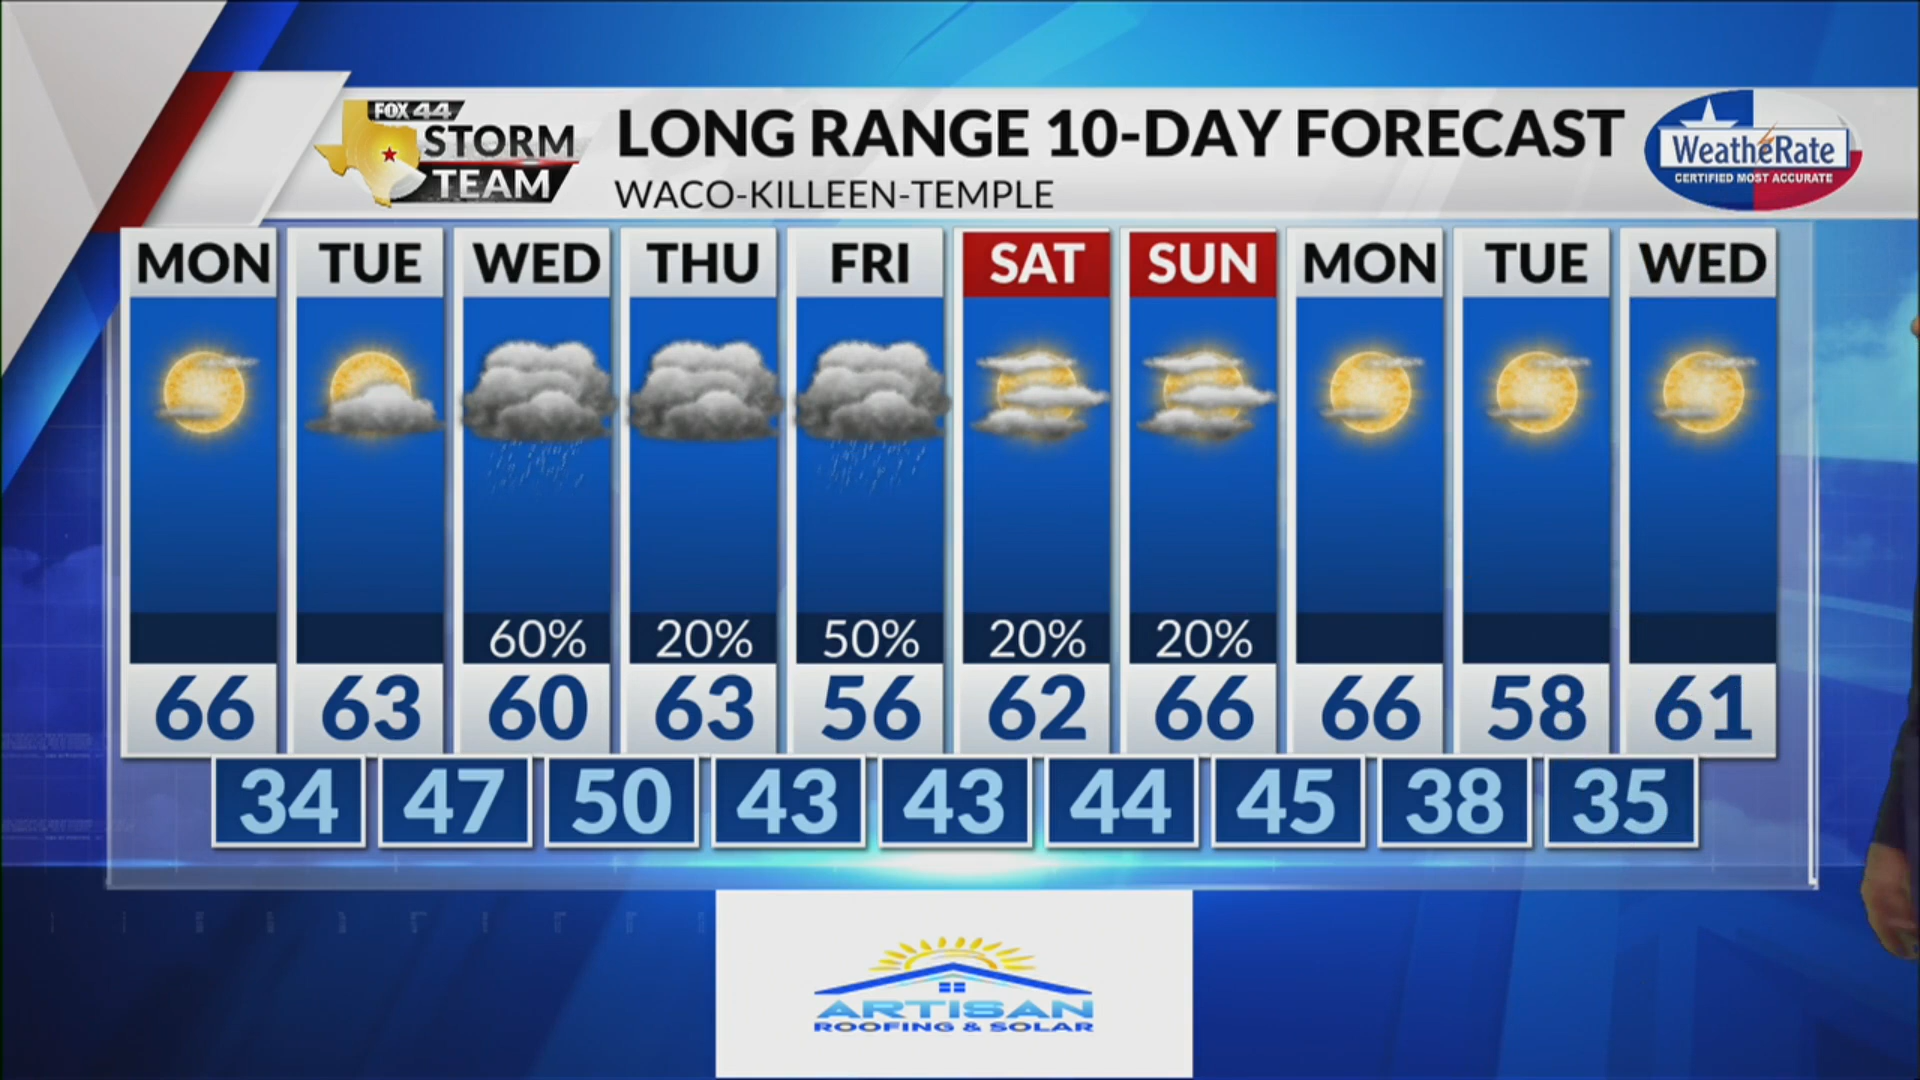 FOX 44
STORM
TEAM
LONG RANGE 10-DAY FORECAST
WACO-KILLEEN-TEMPLE
WeatheRate
CERTIFIED MOST ACCURATE
MON TUE WED THU FRI SAT SUN MON TUE WED
60% 20% 50% 20% 20%
66 63 60 63 56 62 66 66 58 61
34 47 50 43 43 44 45 38 35
ARTISAN
ROOFING & SOLAR